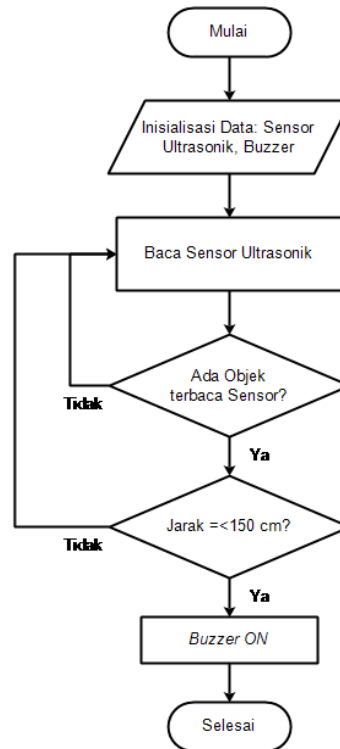 Mulai
Inisialisasi Data: Sensor
Ultrasonik, Buzzer
Baca Sensor Ultrasonik
Ada Objek
terbaca Sensor?
Tidak
Ya
Jarak =<150 cm?
Tidak
Ya
Buzzer ON
Selesai